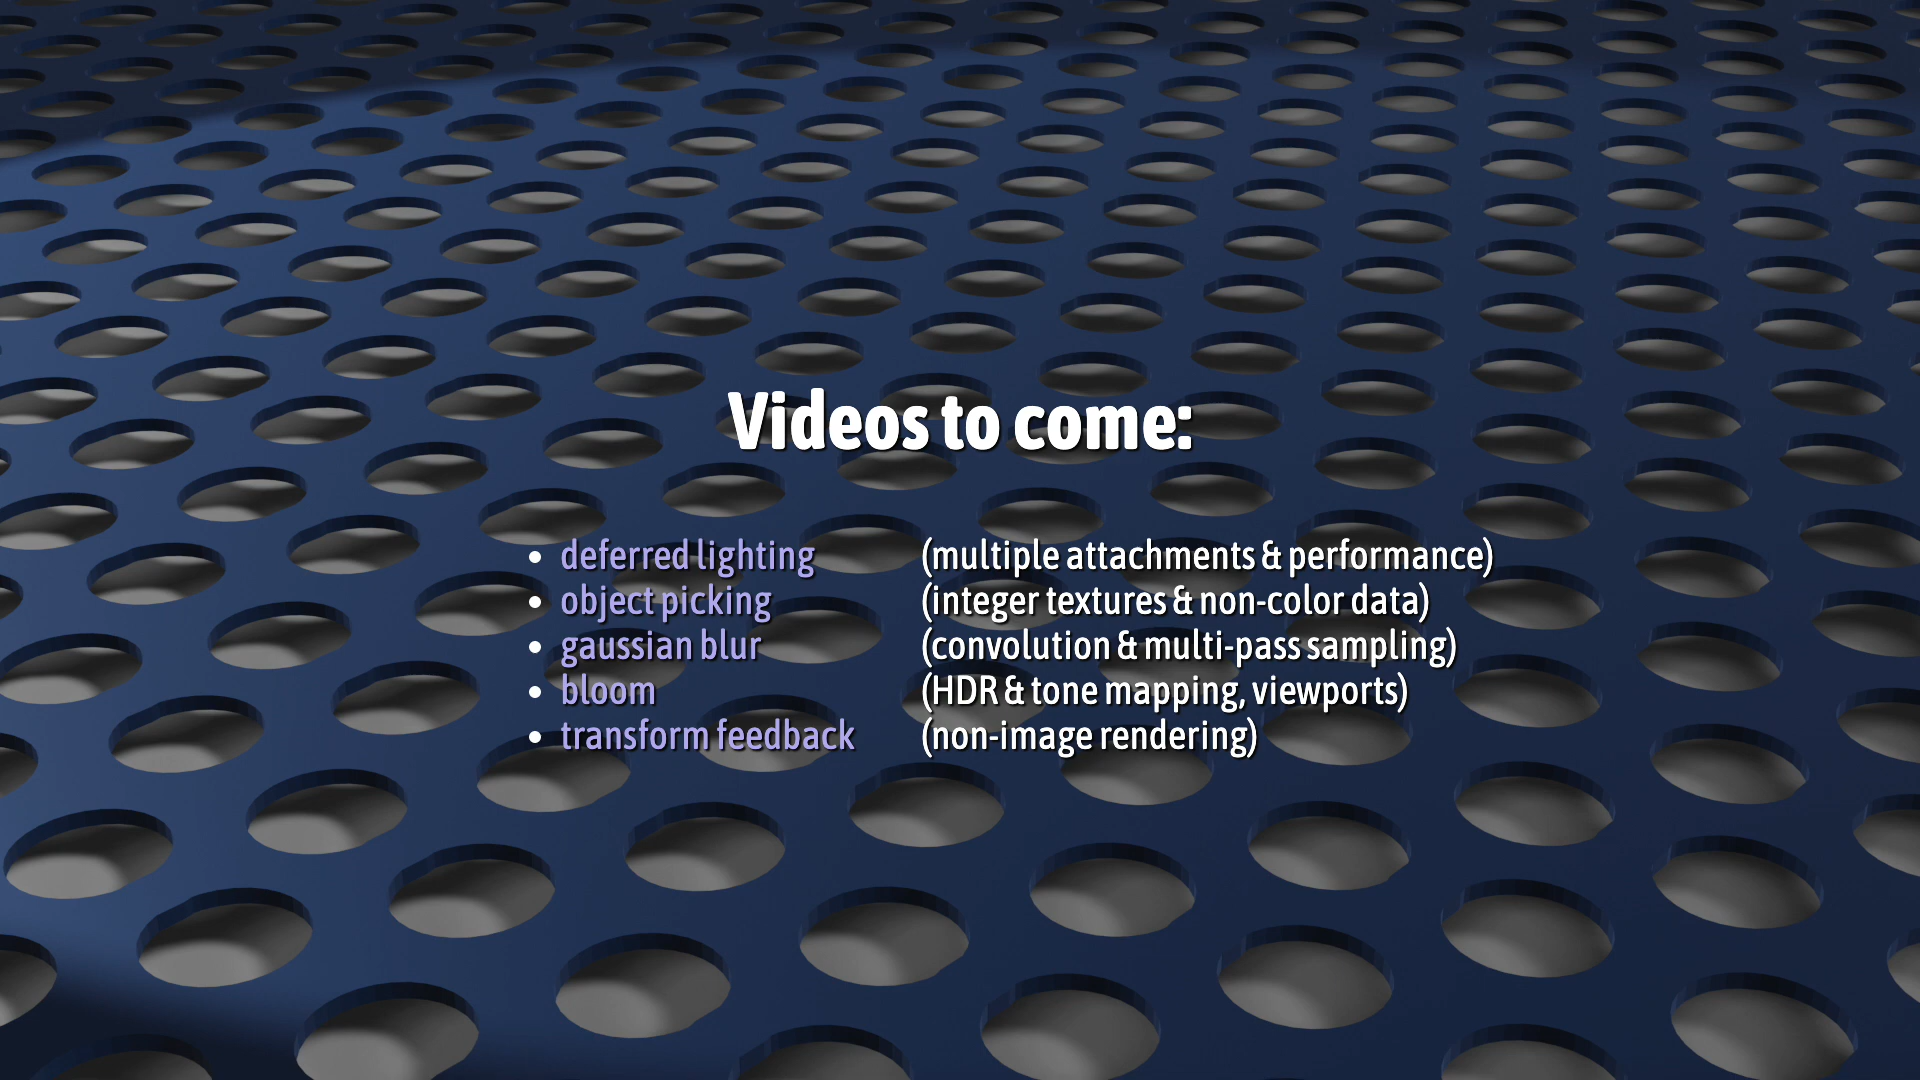 Videos to come:
• deferred lighting (multiple attachments & performance)
• object picking (integer textures & non-color data)
• gaussian blur (convolution & multi-pass sampling)
• bloom (HDR & tone mapping, viewports)
• transform feedback (non-image rendering)